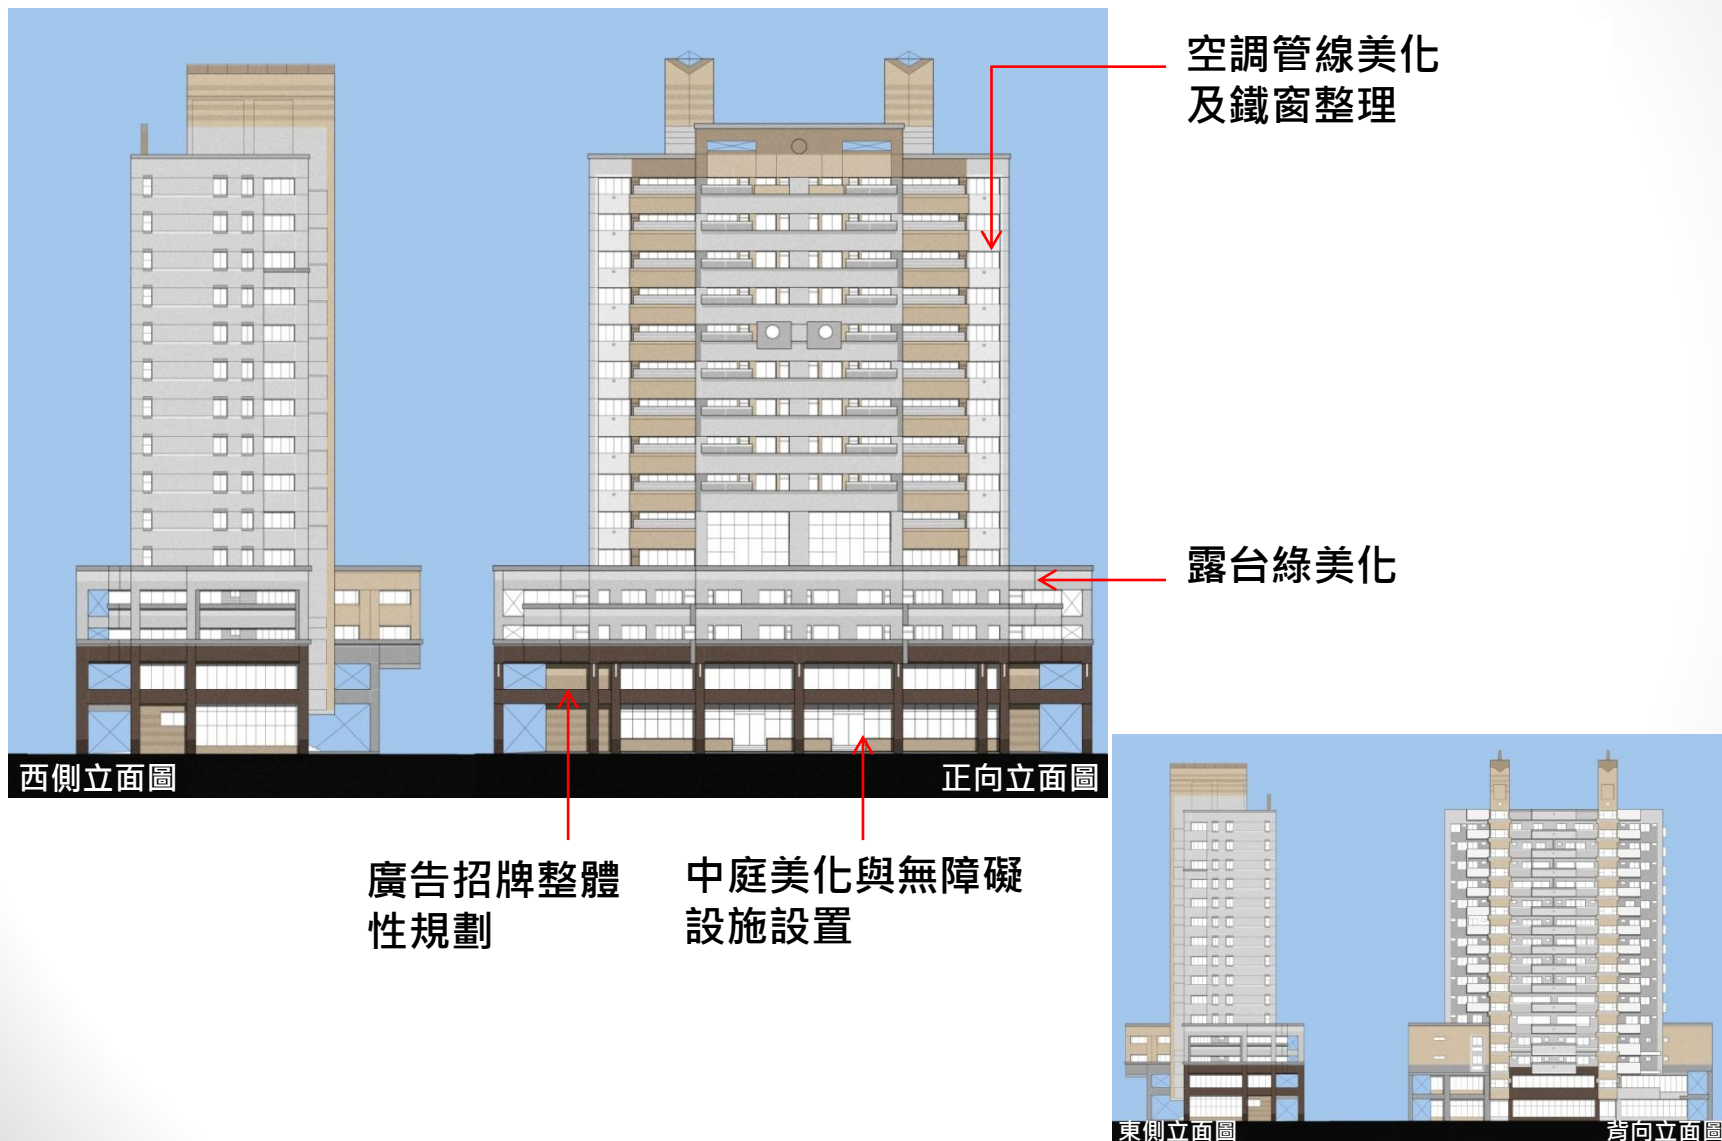 空調管線美化
及鐵窗整理
露台綠美化
西側立面圖
正向立面圖
廣告招牌整體
性規劃
中庭美化與無障礙
設施設置
東側立面圖
背向立面圖